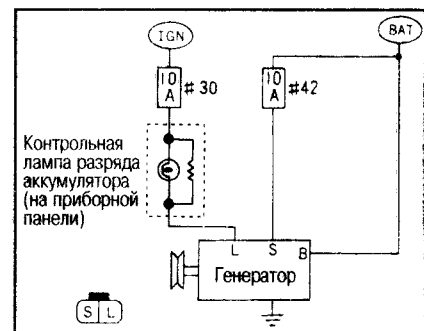 IGN
BAT
10
A
#30
10
A
#42
Контрольная
лампа разряда
аккумулятора
(на приборной
панели)
L
S
B
Генератор
S
L